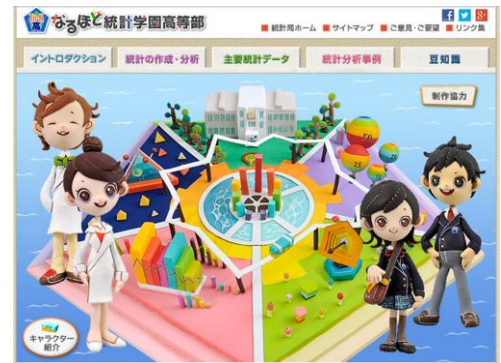 なるほど統計学園高等部
統計局ホーム サイトマップ ご意見・ご要望 リンク集
イントロダクション 統計の作成・分析 主要統計データ 統計分析事例 豆知識
制作協力
キャラクター
紹介